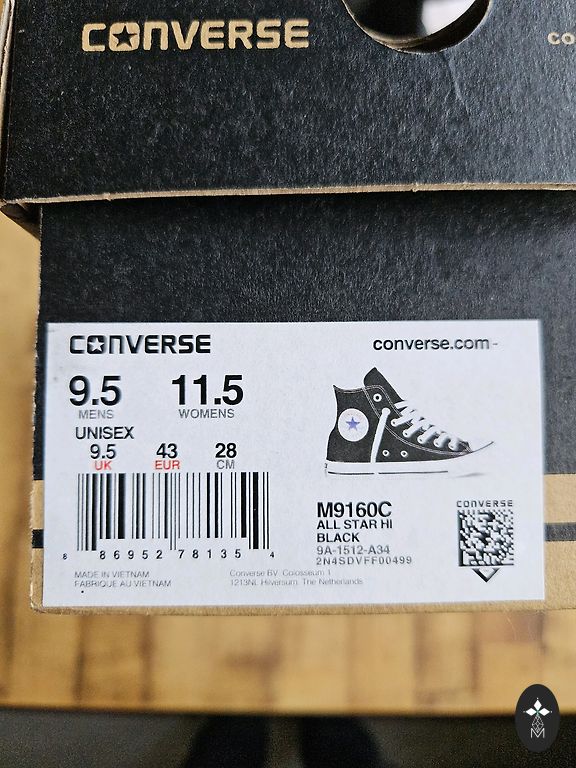 CONVERSE
CO
CONVERSE
converse.com
9.5 11.5
MENS WOMENS
UNISEX
9.5 43 28
UK EUR CM
M9160C
ALL STAR HI
BLACK
9A-1512-A34
2N4SDVFF00499
CONVERSE
8 86952 78135 4
MADE IN VIETNAM
FABRIQUE AU VIETNAM
Converse BV. Colosseum 1
1213NL Hilversum, The Netherlands
M